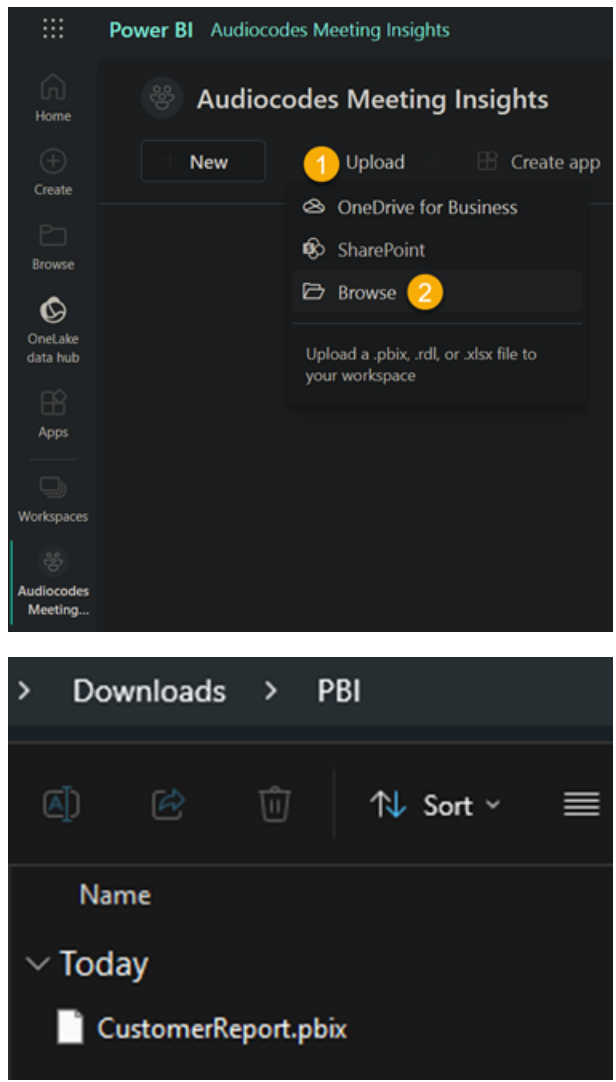 Power BI Audiocodes Meeting Insights
Home
Audiocodes Meeting Insights
New
1 Upload
Create app
Create
OneDrive for Business
SharePoint
Browse
Browse 2
OneLake
data hub
Upload a .pbix, .rdl, or .xlsx file to
your workspace
Apps
Workspaces
Audiocodes
Meeting...
> Downloads > PBI
A
Sort
Name
Today
CustomerReport.pbix